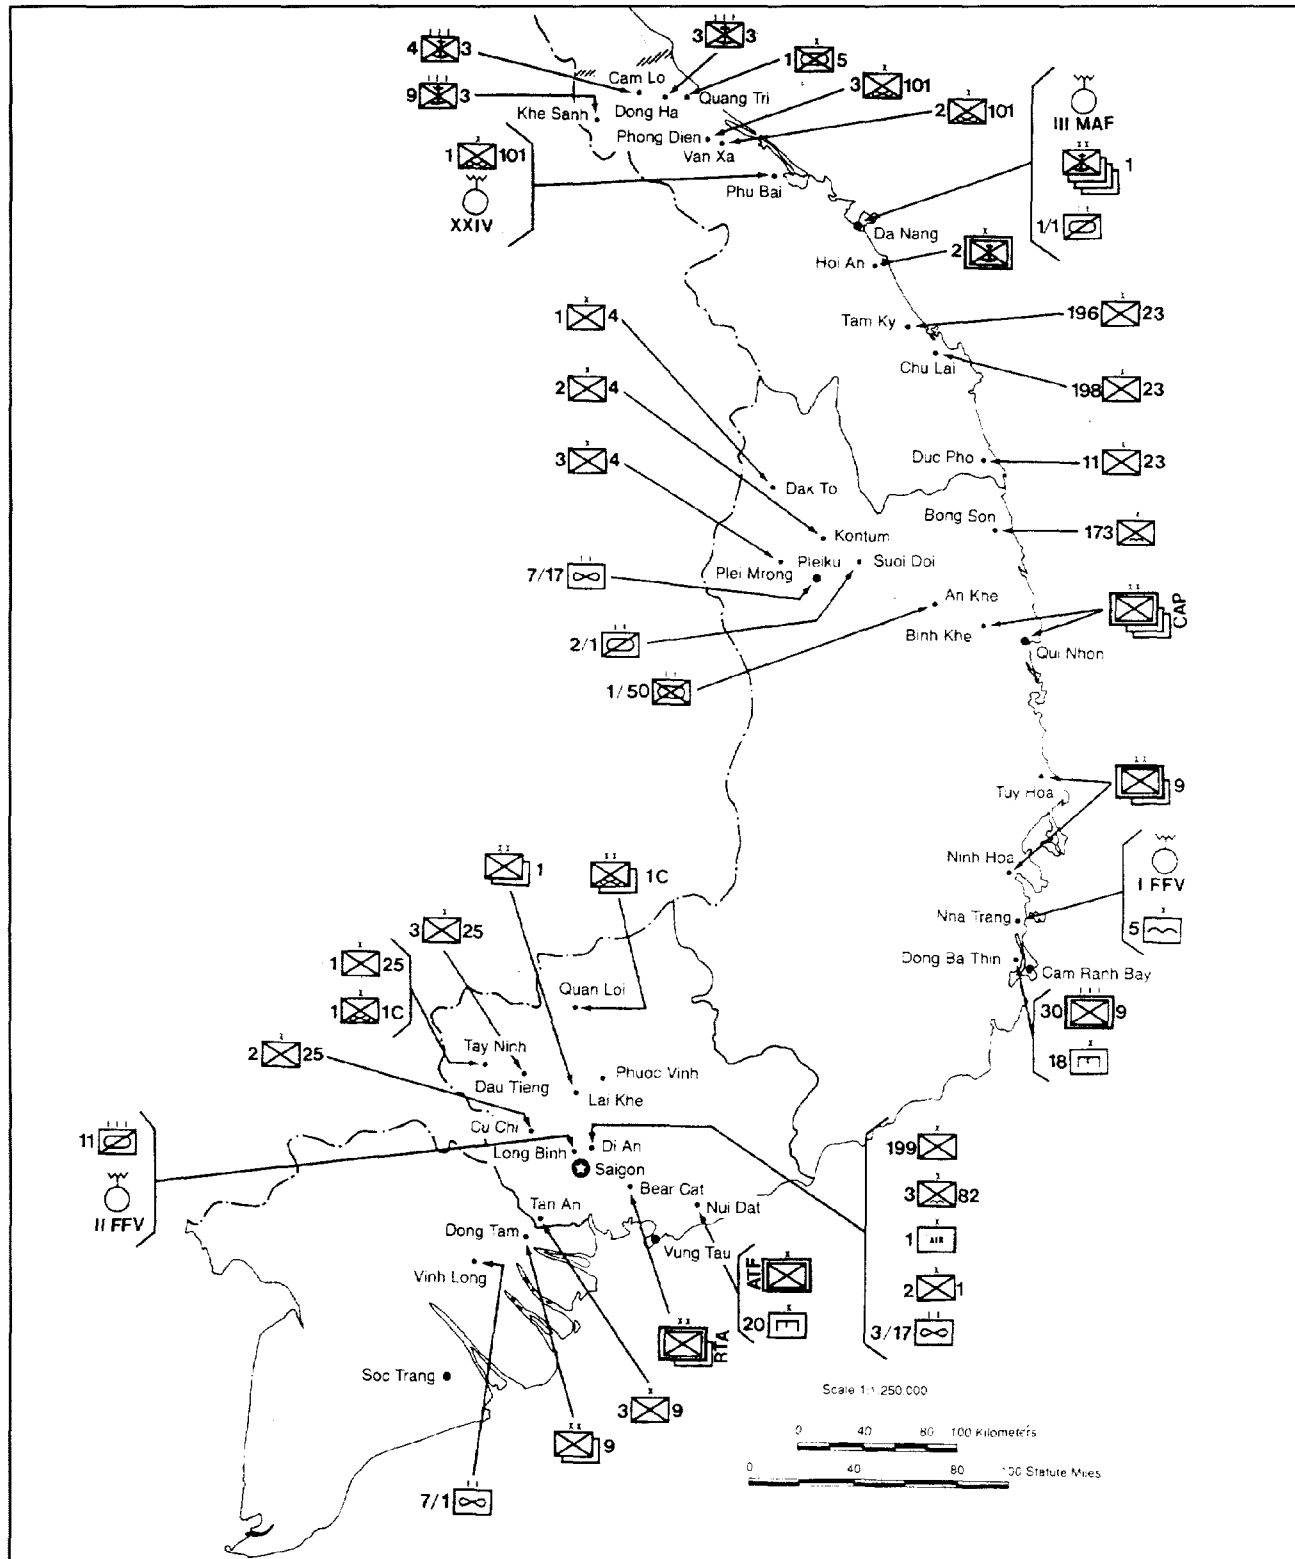 4 3
3 3
1 5
Cam Lo
3 101
9 3
Quang Tri
Khe Sanh
Dong Ha
2 101
III MAF
Phong Dien
Van Xa
1 101
1
Phu Bai
XXIV
1/1
Da Nang
2
Hoi An
1 4
Tam Ky
196 23
Chu Lai
2 4
198 23
3 4
Duc Pho
11 23
Dak To
Bong Son
173
Kontum
Plei Mrong
Pleiku
Suoi Doi
7/17
An Khe
CAP
Binh Khe
2/1
Qui Nhon
1/50
Tuy Hoa
9
Ninh Hoa
1
1C
I FFV
Nha Trang
3 25
5
1 25
Dong Ba Thin
Cam Ranh Bay
Quan Loi
1 1C
30 9
Tay Ninh
2 25
18
Dau Tieng
Phuoc Vinh
Lai Khe
Cu Chi
11
Long Binh
Di An
199
Saigon
Bear Cat
3 82
II FFV
Tan An
Nui Dat
Dong Tam
1 AIR
Vung Tau
Vinh Long
ATF
2 1
20
3/17
RTA
Soc Trang
Scale 1:1,250,000
3 9
0 40 80 100 Kilometers
9
0 40 80 100 Statute Miles
7/1